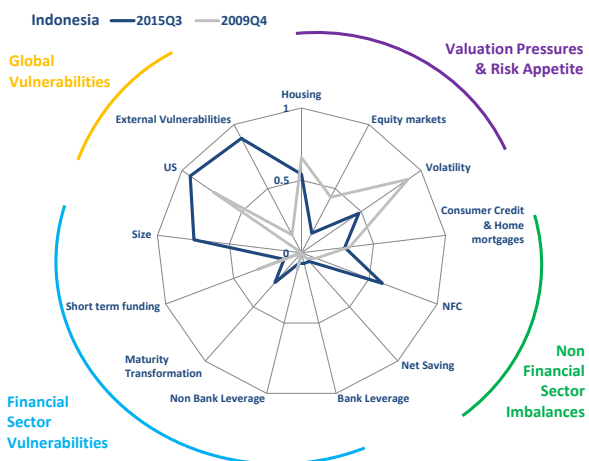 Indonesia 2015Q3 2009Q4
Global
Vulnerabilities
Valuation Pressures
& Risk Appetite
Housing
1
External Vulnerabilities
Equity markets
US
Volatility
0.5
Consumer Credit
& Home
mortgages
Size
0
Short term funding
NFC
Maturity
Transformation
Net Saving
Non Bank Leverage
Bank Leverage
Non
Financial
Sector
Imbalances
Financial
Sector
Vulnerabilities